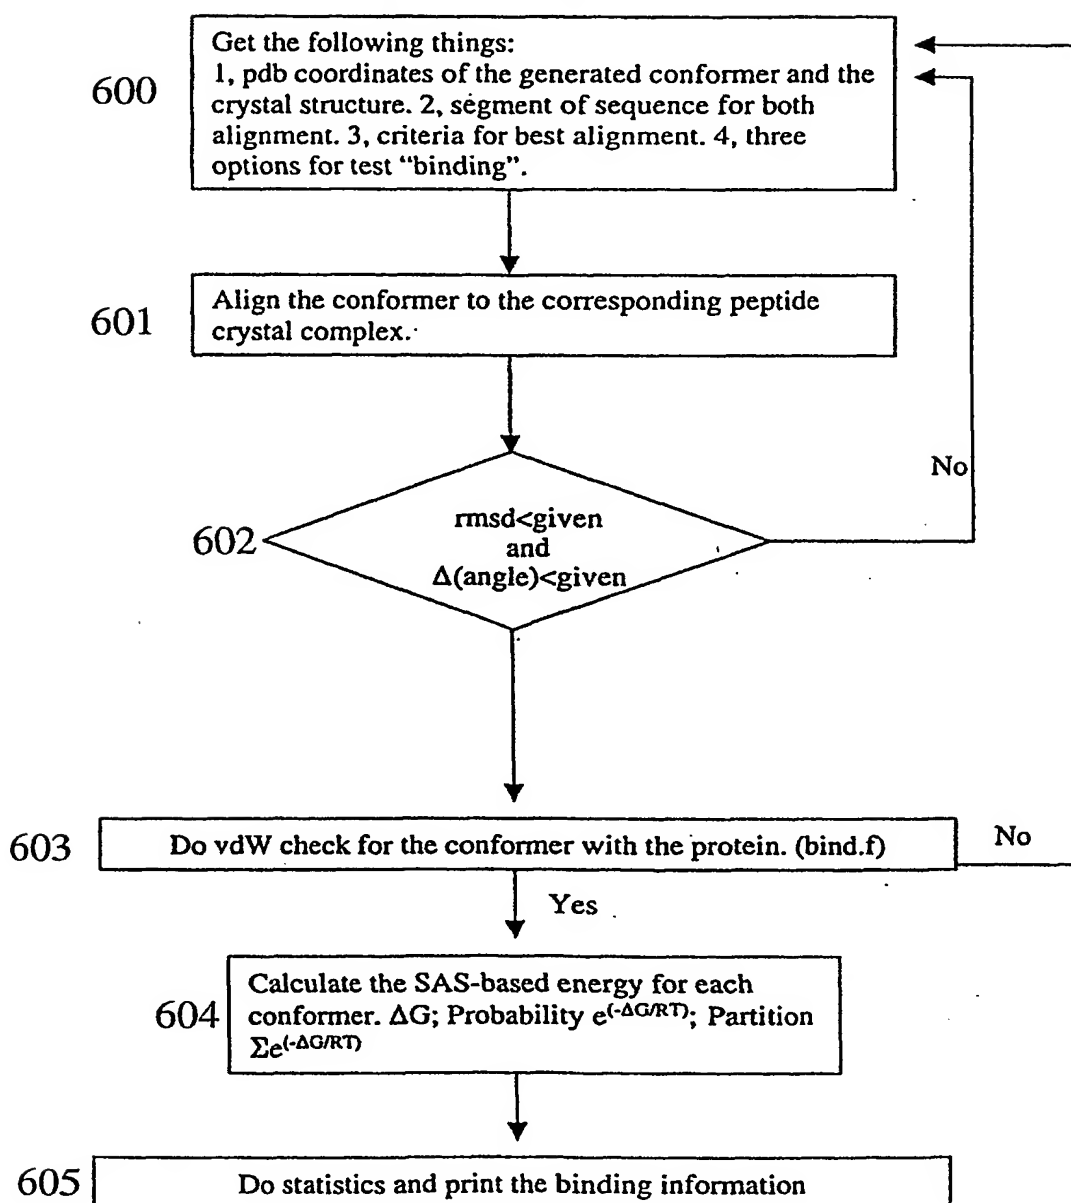 Get the following things:
1, pdb coordinates of the generated conformer and the
600
crystal structure. 2, segment of sequence for both
alignment. 3, criteria for best alignment. 4, three
options for test “binding”.
Align the conformer to the corresponding peptide
601
crystal complex.
No
rmsd<given
602
and
Δ(angle)<given
603
Do vdW check for the conformer with the protein. (bind.f)
No
Yes
Calculate the SAS-based energy for each
604
conformer. ΔG; Probability e(-ΔG/RT); Partition
Σe(-ΔG/RT)
605
Do statistics and print the binding information